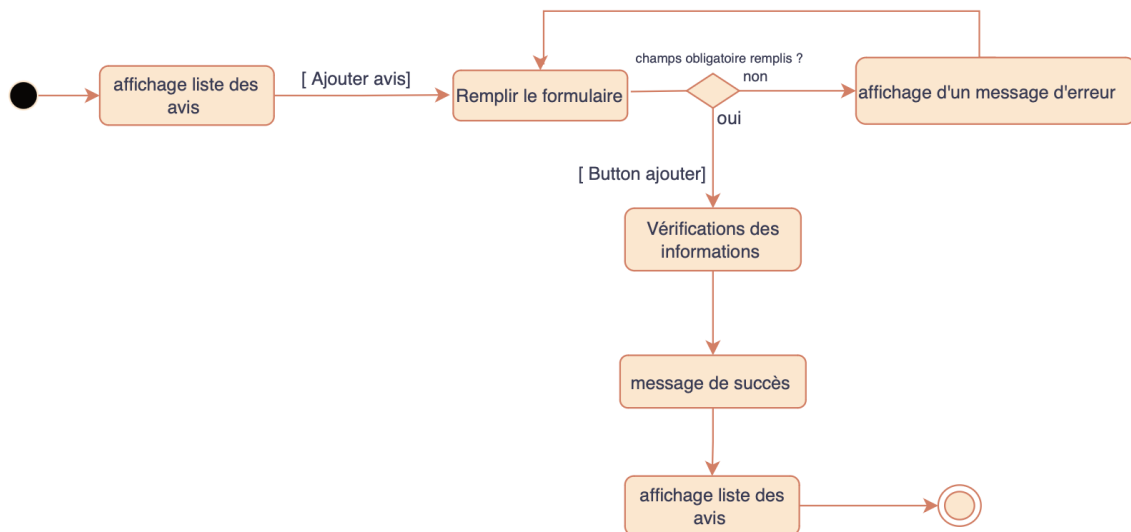 affichage liste des
avis
[ Ajouter avis]
Remplir le formulaire
champs obligatoire remplis ?
non
affichage d'un message d'erreur
oui
[ Button ajouter]
Vérifications des
informations
message de succès
affichage liste des
avis